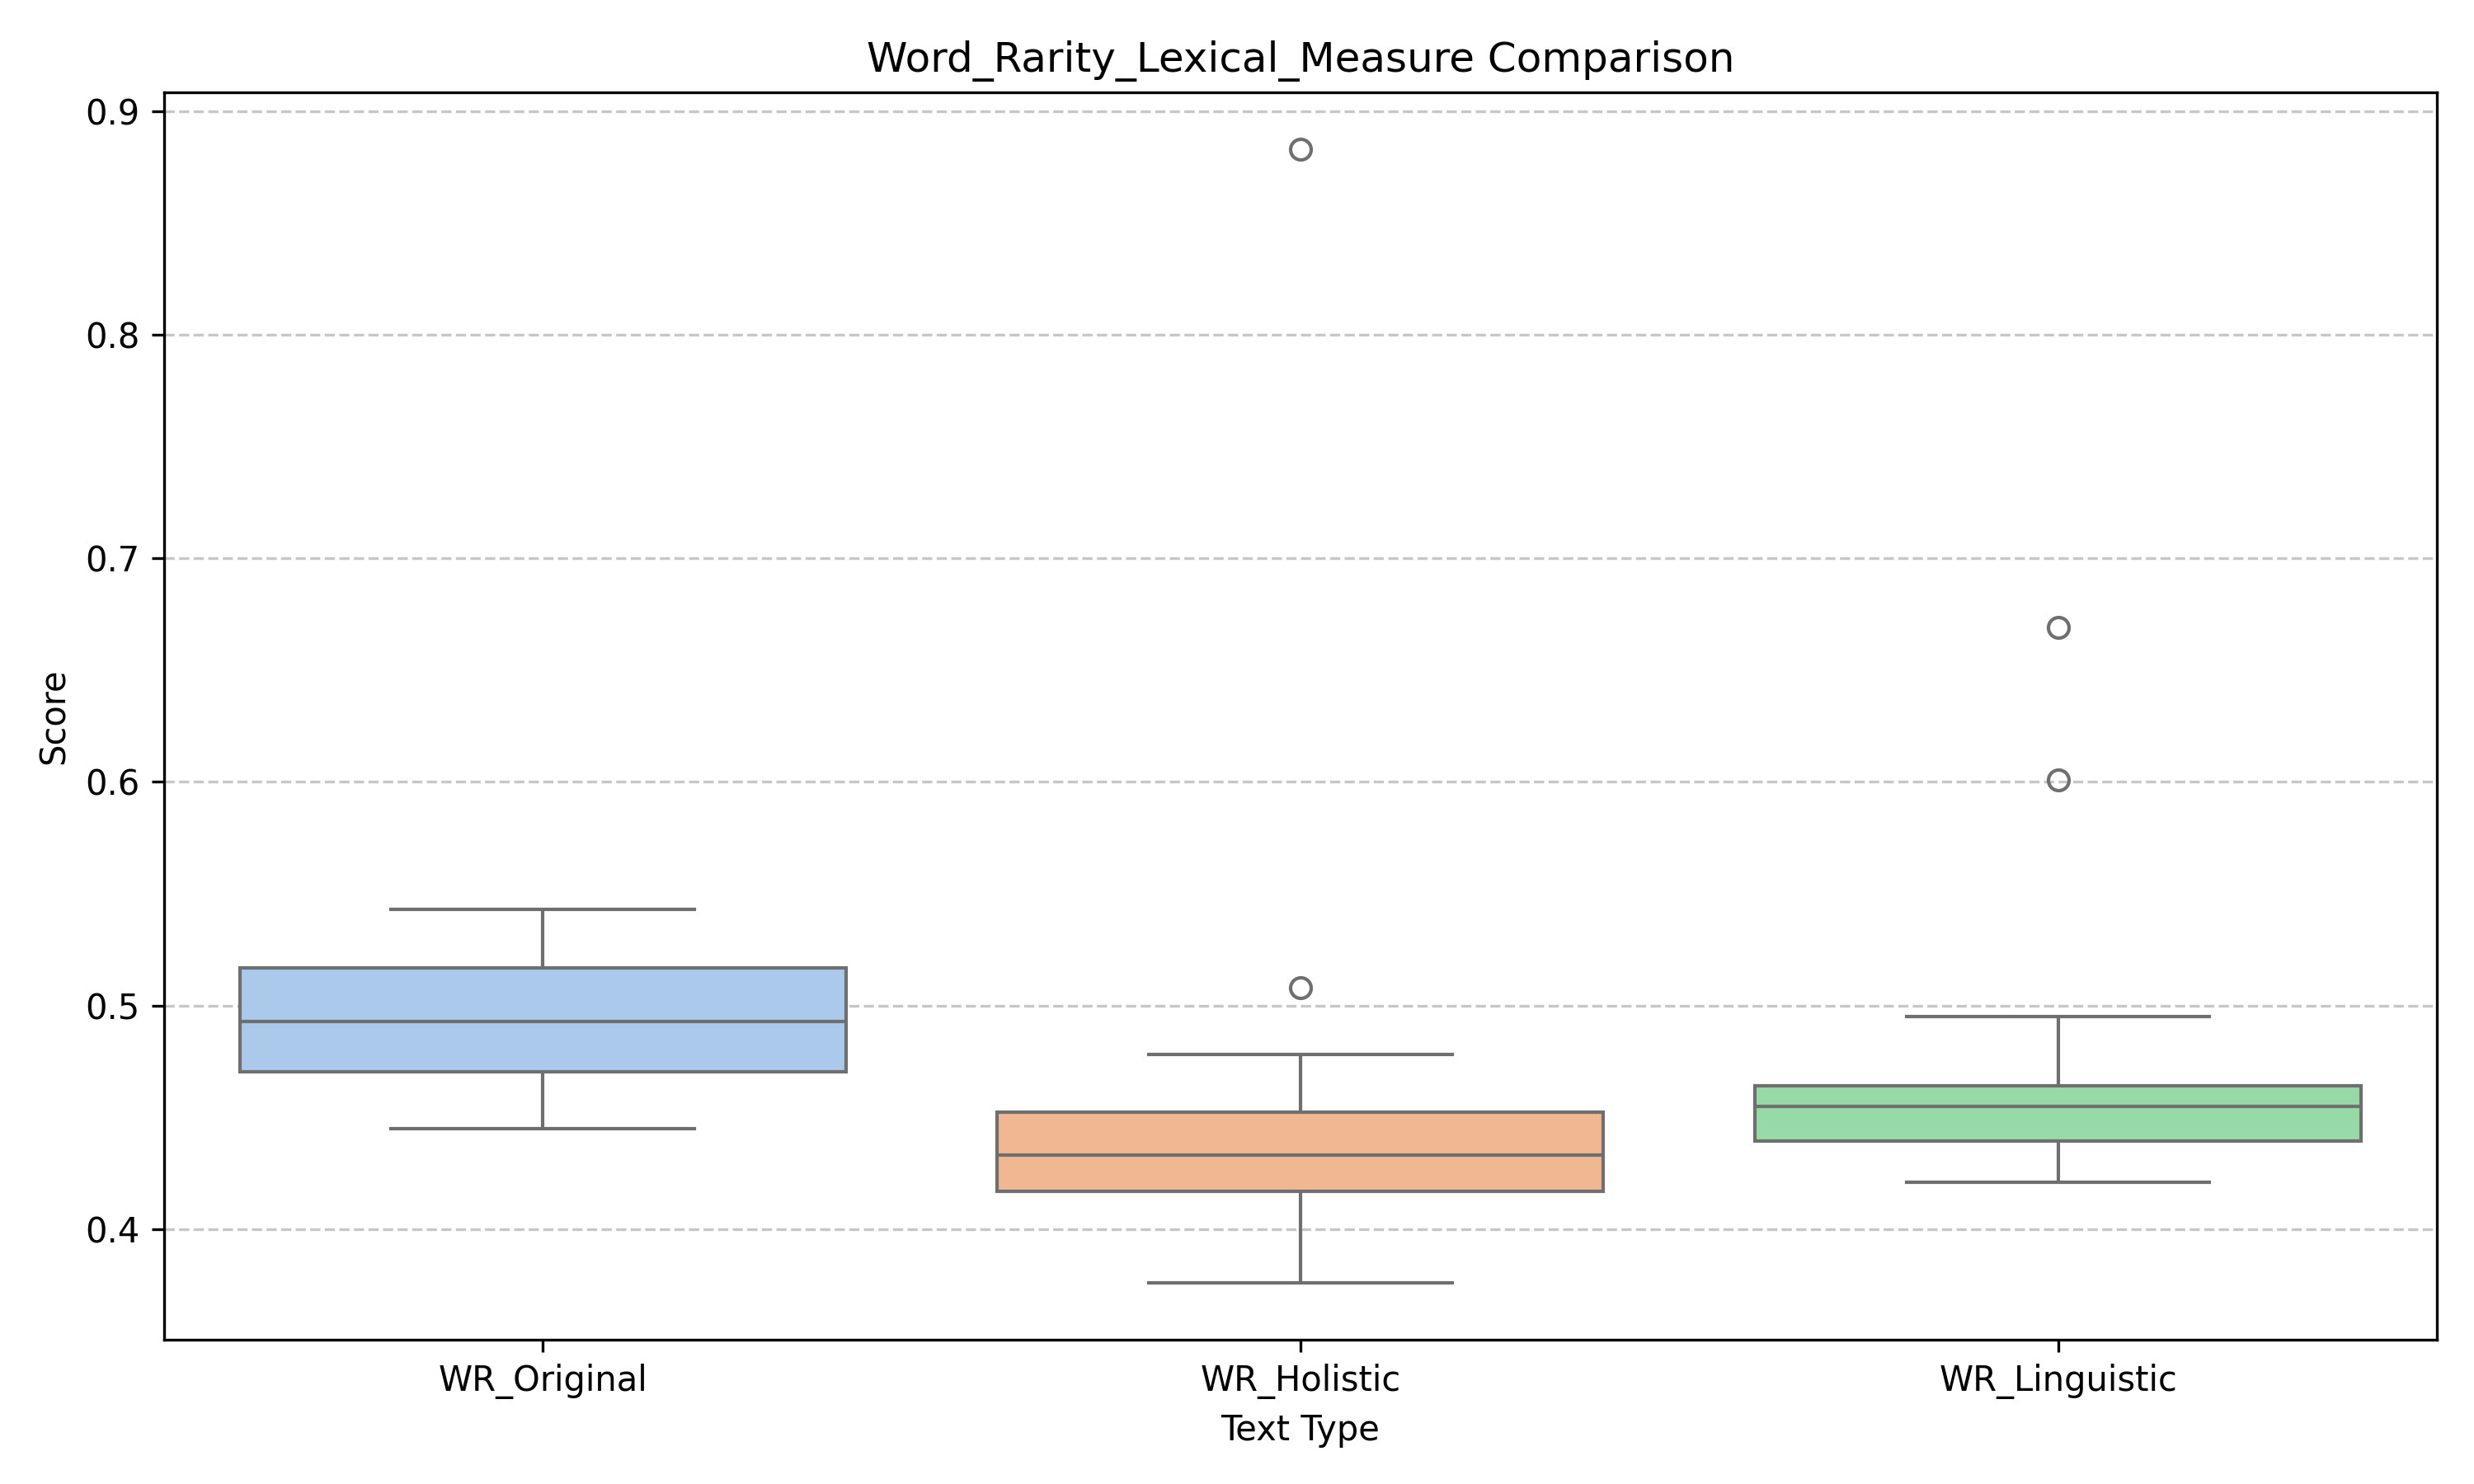 Word_Rarity_Lexical_Measure Comparison
0.9
0.8
0.7
0.6
0.5
0.4
Score
WR_Original
WR_Holistic
WR_Linguistic
Text Type